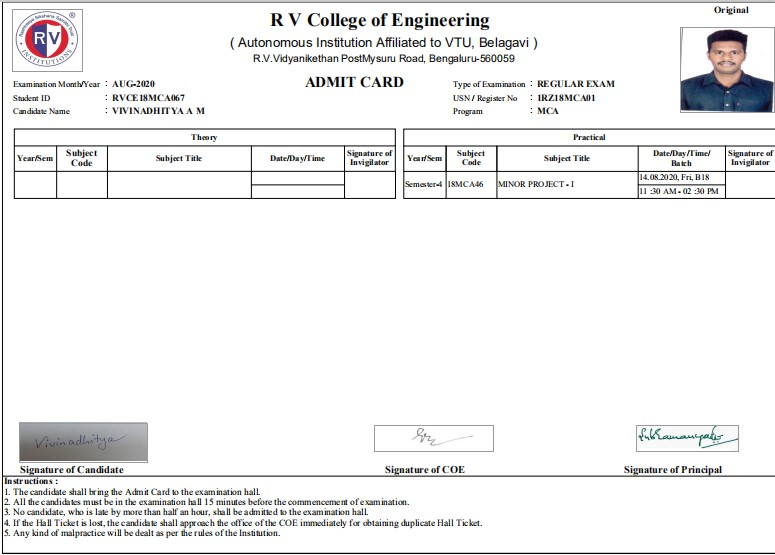 Original
R V College of Engineering
( Autonomous Institution Affiliated to VTU, Belagavi )
R.V.Vidyanikethan PostMysuru Road, Bengaluru-560059
ADMIT CARD
RV
INSTITUTIONS
Examination Month/Year : AUG-2020
Student ID : RVCE18MCA067
Candidate Name : VIVINADHITYA A M
Type of Examination : REGULAR EXAM
USN / Register No : 1RZ18MCA01
Program : MCA
Theory
Year/Sem Subject Code Subject Title Date/Day/Time Signature of Invigilator
Practical
Year/Sem Subject Code Subject Title Date/Day/Time/ Batch Signature of Invigilator
Semester-4 18MCA46 MINOR PROJECT - I 14.08.2020, Fri, B18
11 :30 AM - 02 :30 PM
Vivinadhitya
Signature of Candidate
Signature of COE
Signature of Principal
Instructions :
1. The candidate shall bring the Admit Card to the examination hall.
2. All the candidates must be in the examination hall 15 minutes before the commencement of examination.
3. No candidate, who is late by more than half an hour, shall be admitted to the examination hall.
4. If the Hall Ticket is lost, the candidate shall approach the office of the COE immediately for obtaining duplicate Hall Ticket.
5. Any kind of malpractice will be dealt as per the rules of the Institution.